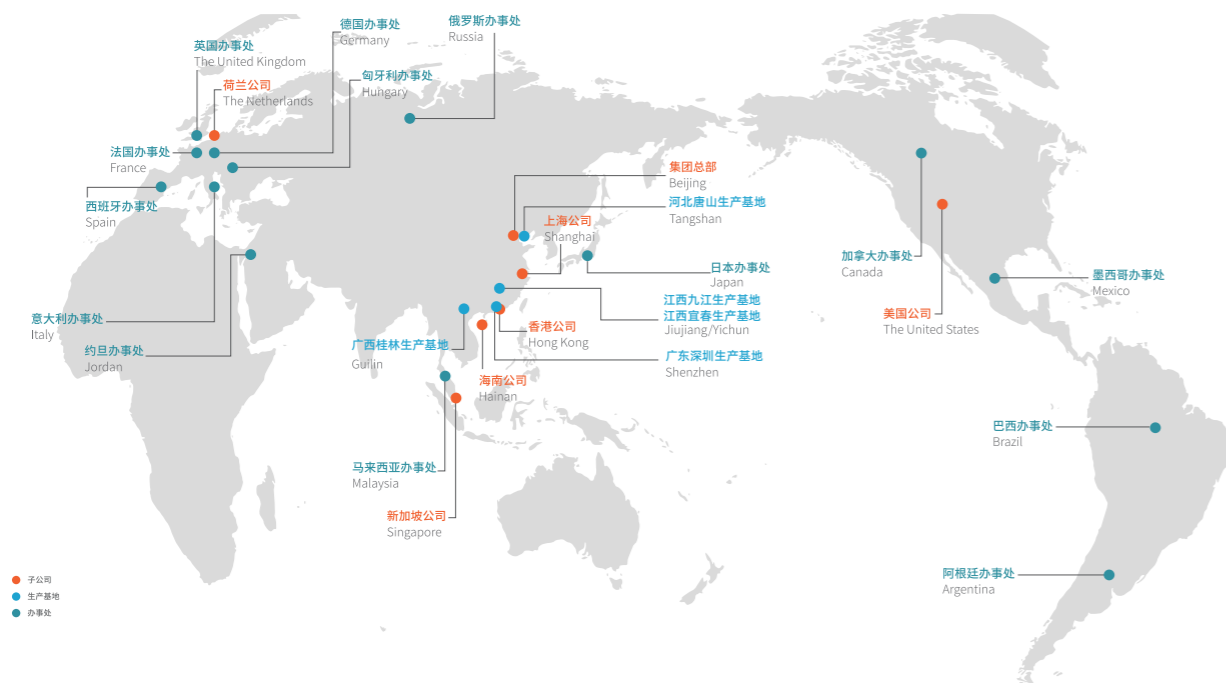 德国办事处
Germany
俄罗斯办事处
Russia
英国办事处
The United Kingdom
匈牙利办事处
Hungary
荷兰公司
The Netherlands
法国办事处
France
西班牙办事处
Spain
意大利办事处
Italy
约旦办事处
Jordan
集团总部
Beijing
河北唐山生产基地
Tangshan
上海公司
Shanghai
日本办事处
Japan
江西九江生产基地
江西宜春生产基地
Jiujiang/Yichun
香港公司
Hong Kong
广西桂林生产基地
Guilin
广东深圳生产基地
Shenzhen
海南公司
Hainan
马来西亚办事处
Malaysia
新加坡公司
Singapore
加拿大办事处
Canada
墨西哥办事处
Mexico
美国公司
The United States
巴西办事处
Brazil
阿根廷办事处
Argentina
子公司
生产基地
办事处